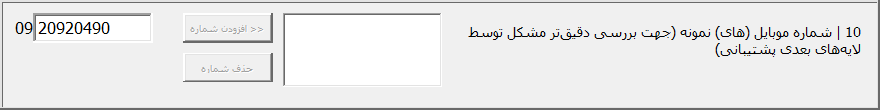 10 | شماره موبایل (های) نمونه (جهت بررسی دقیق‌تر مشکل توسط
لایه‌های بعدی پشتیبانی)
09 20920490
افزودن شماره >>
حذف شماره